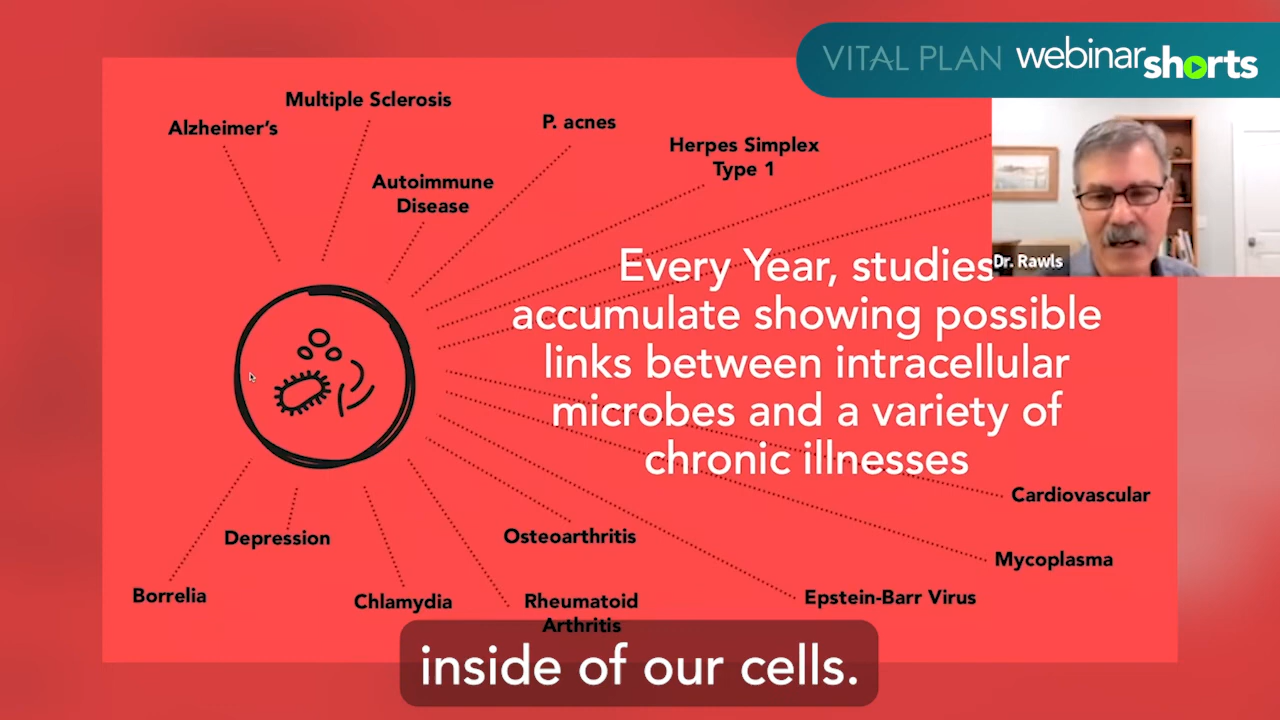 VITAL PLAN webinar shorts
Multiple Sclerosis
Alzheimer's
P. acnes
Herpes Simplex
Type 1
Autoimmune
Disease
Dr. Rawls
Every Year, studies
accumulate showing possible
links between intracellular
microbes and a variety of
chronic illnesses
Cardiovascular
Depression
Osteoarthritis
Mycoplasma
Borrelia
Chlamydia
Rheumatoid
Arthritis
Epstein-Barr Virus
inside of our cells.